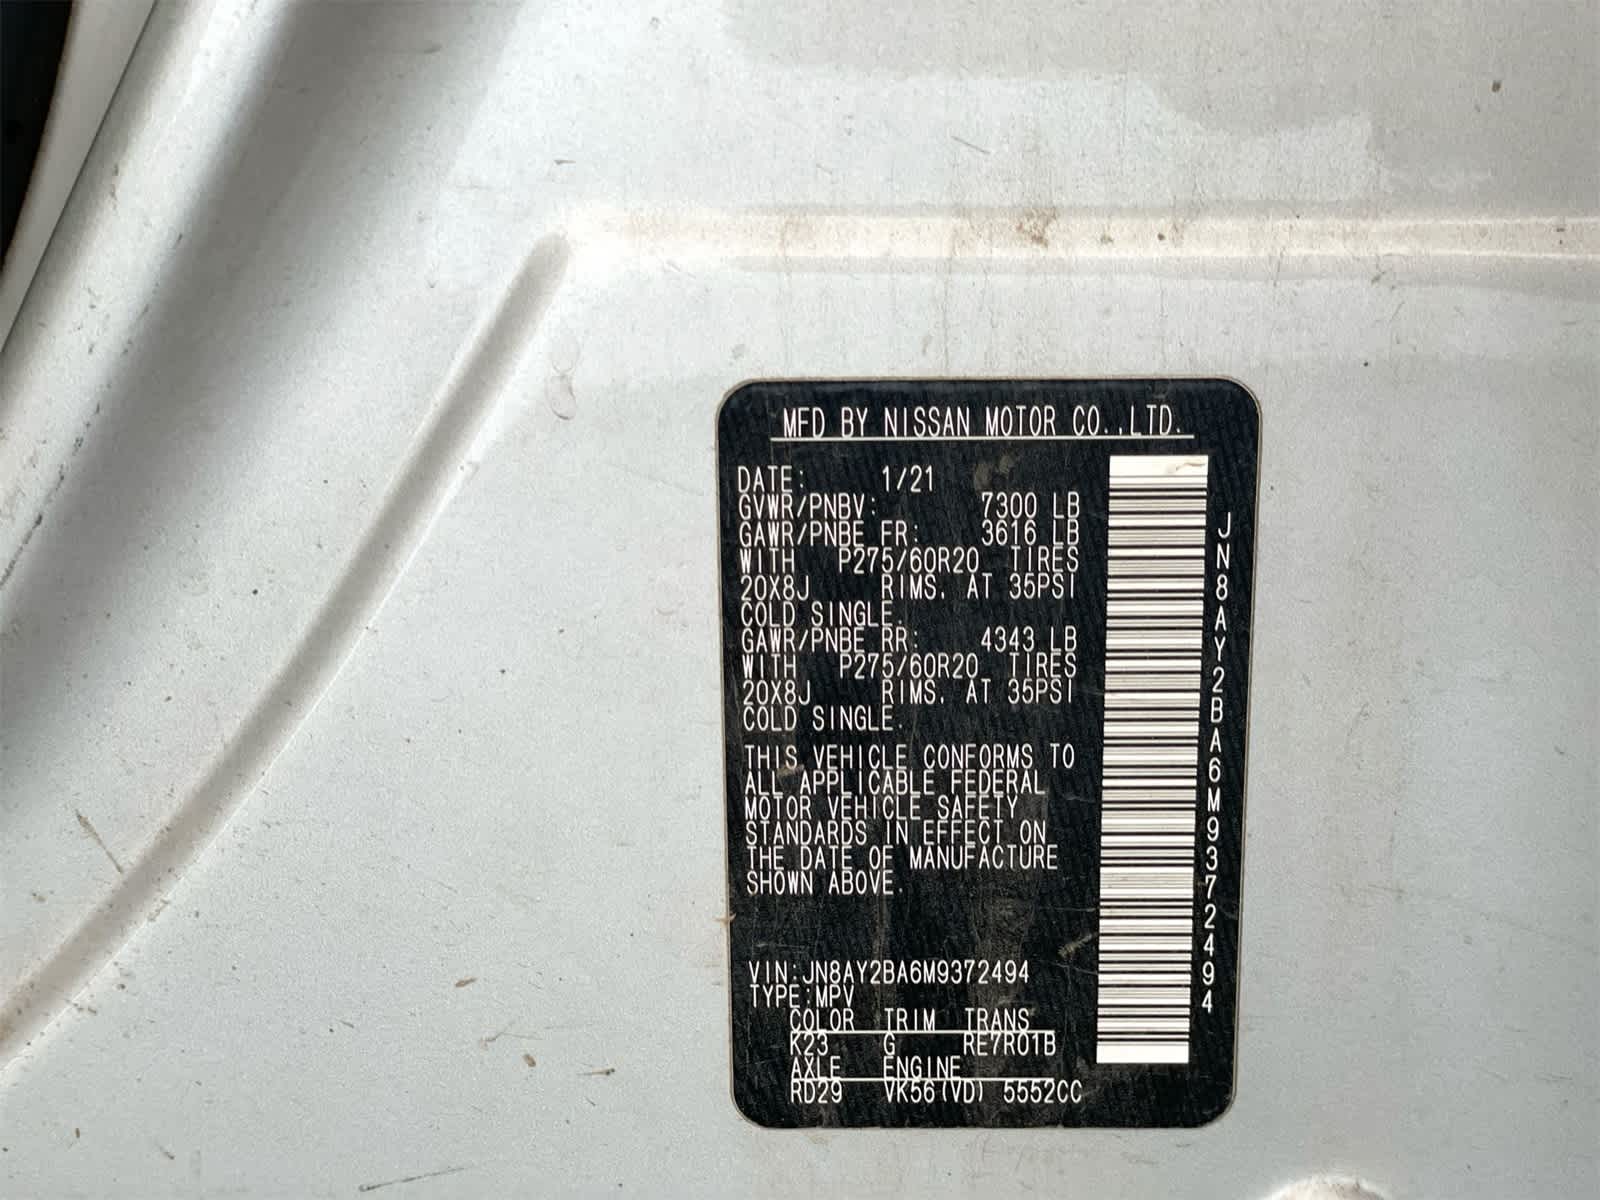 MFD BY NISSAN MOTOR CO.,LTD.
DATE: 1/21
GVWR/PNBV: 7300 LB
GAWR/PNBE FR: 3616 LB
WITH P275/60R20 TIRES
20X8J RIMS, AT 35PSI
COLD SINGLE.
GAWR/PNBE RR: 4343 LB
WITH P275/60R20 TIRES
20X8J RIMS, AT 35PSI
COLD SINGLE.
THIS VEHICLE CONFORMS TO
ALL APPLICABLE FEDERAL
MOTOR VEHICLE SAFETY
STANDARDS IN EFFECT ON
THE DATE OF MANUFACTURE
SHOWN ABOVE.
VIN:JN8AY2BA6M9372494
TYPE:MPV
COLOR TRIM TRANS
K23 G RE7R01B
AXLE ENGINE
RD29 VK56(VD) 5552CC
JN8AY2BA6M9372494